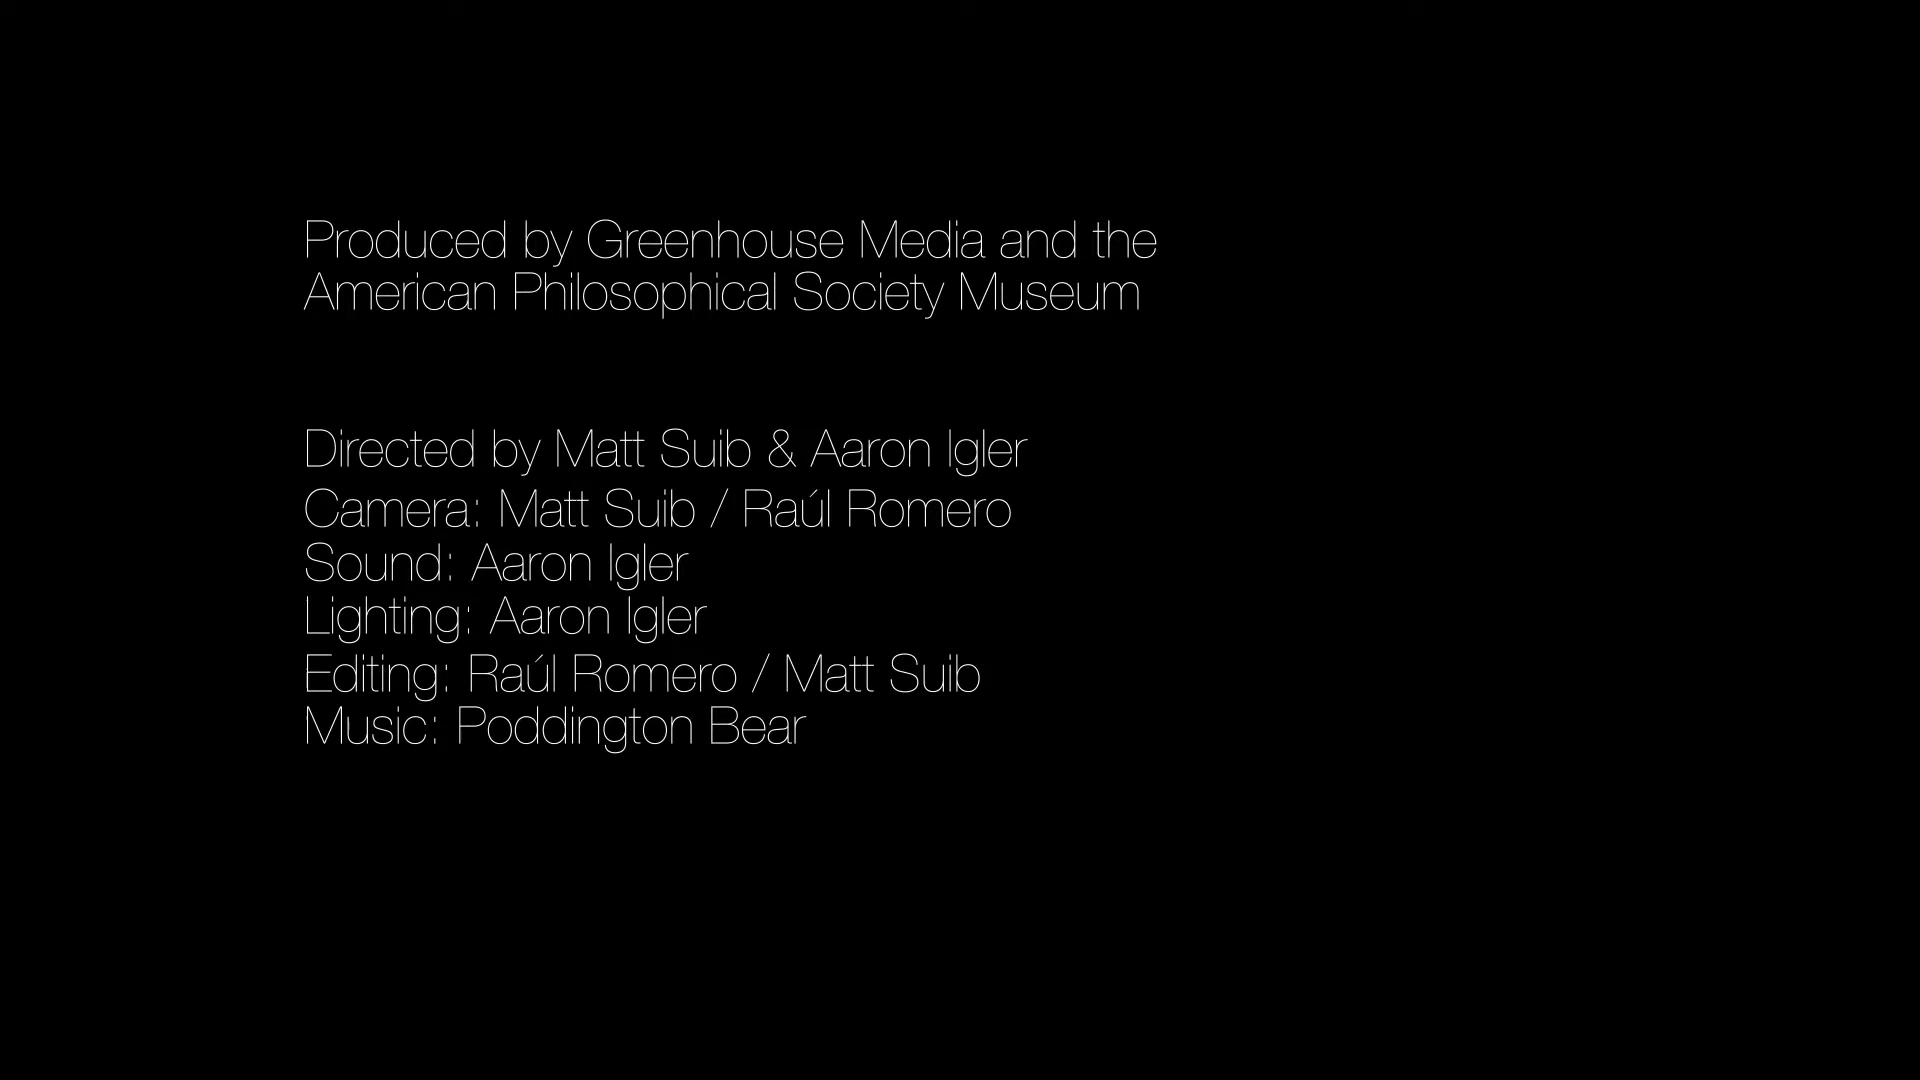 Produced by Greenhouse Media and the
American Philosophical Society Museum
Directed by Matt Suib & Aaron Igler
Camera: Matt Suib / Raúl Romero
Sound: Aaron Igler
Lighting: Aaron Igler
Editing: Raúl Romero / Matt Suib
Music: Poddington Bear